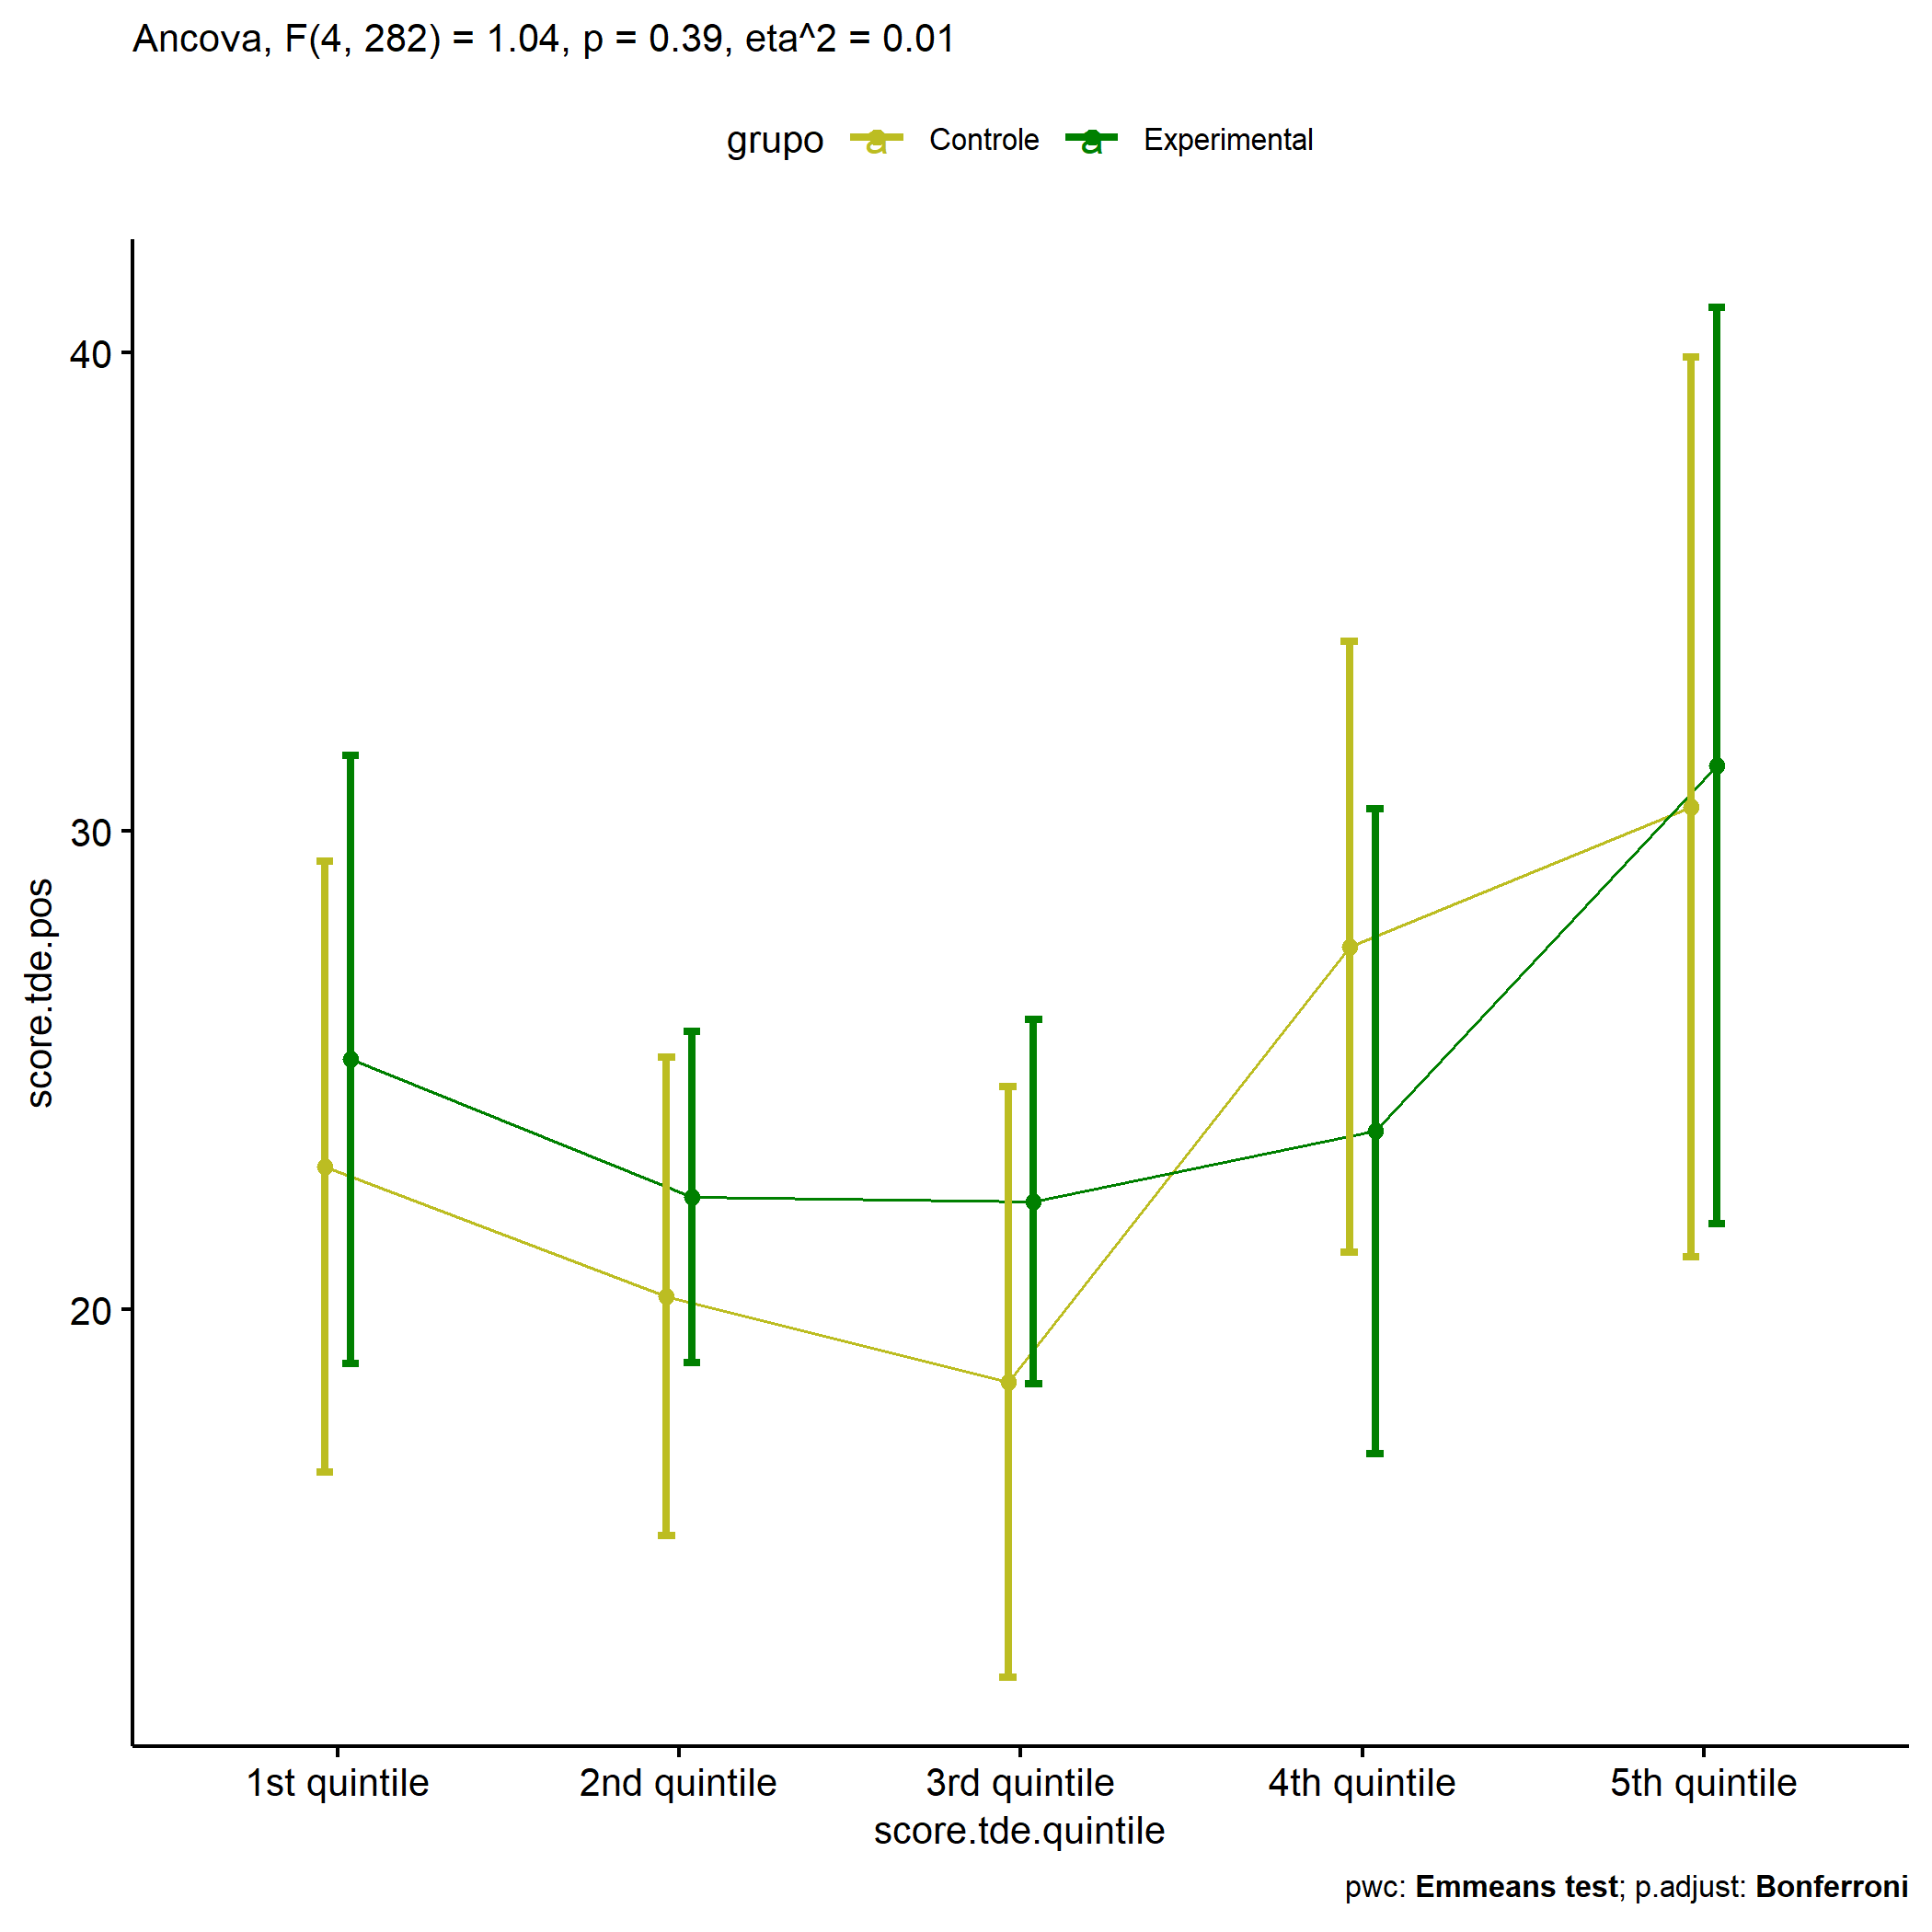 Ancova, F(4, 282) = 1.04, p = 0.39, eta^2 = 0.01
grupo a Controle a Experimental
40
30
20
score.tde.pos
1st quintile 2nd quintile 3rd quintile 4th quintile 5th quintile
score.tde.quintile
pwc: Emmeans test; p.adjust: Bonferroni